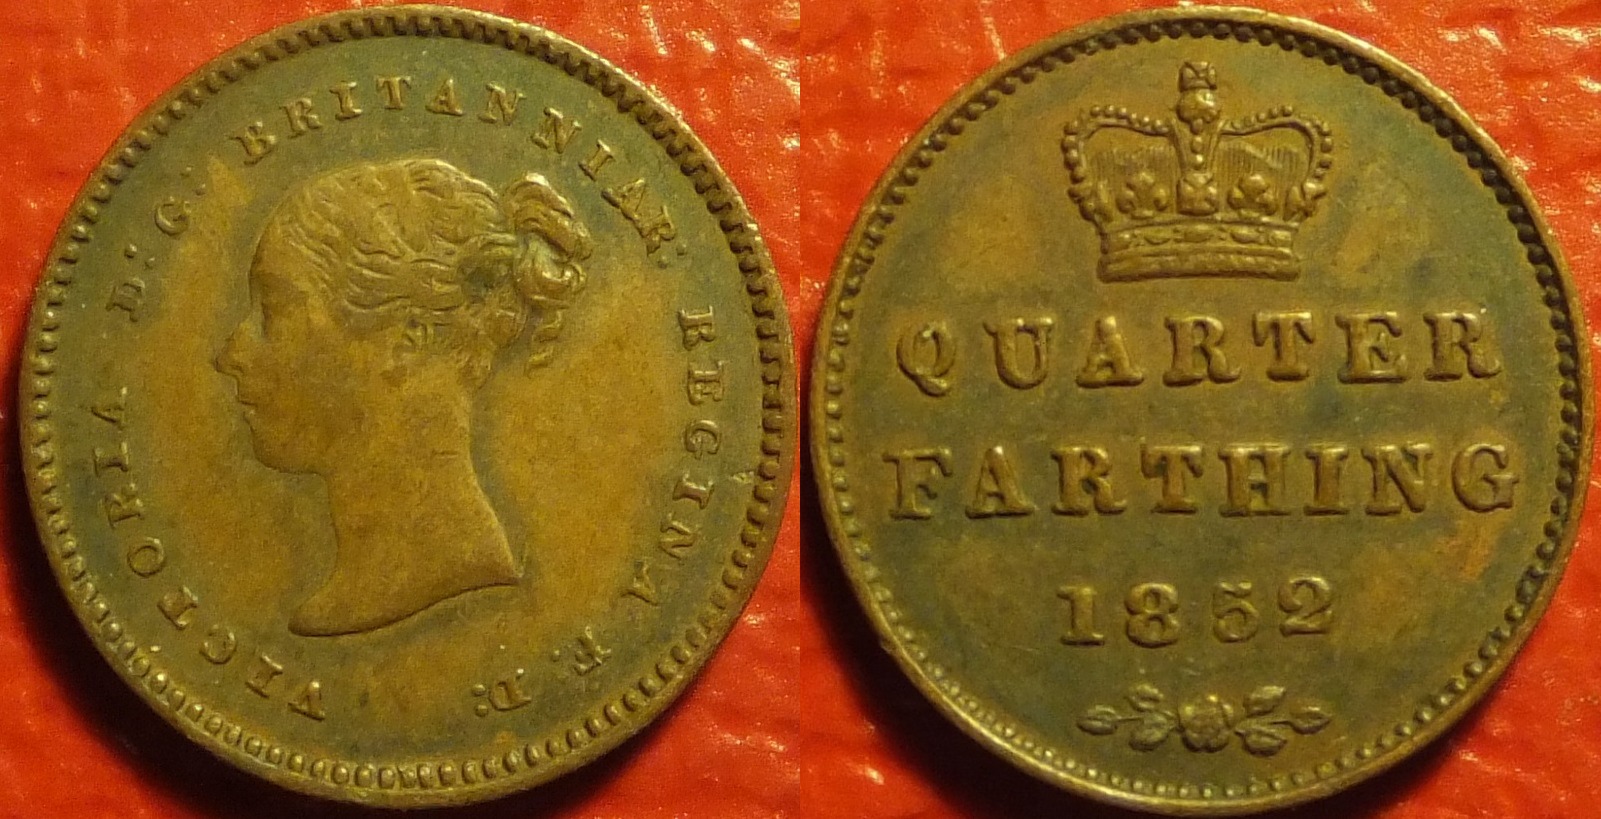 VICTORIA D: G: BRITANNIAR: REGINA F: D:
QUARTER
FARTHING
1852